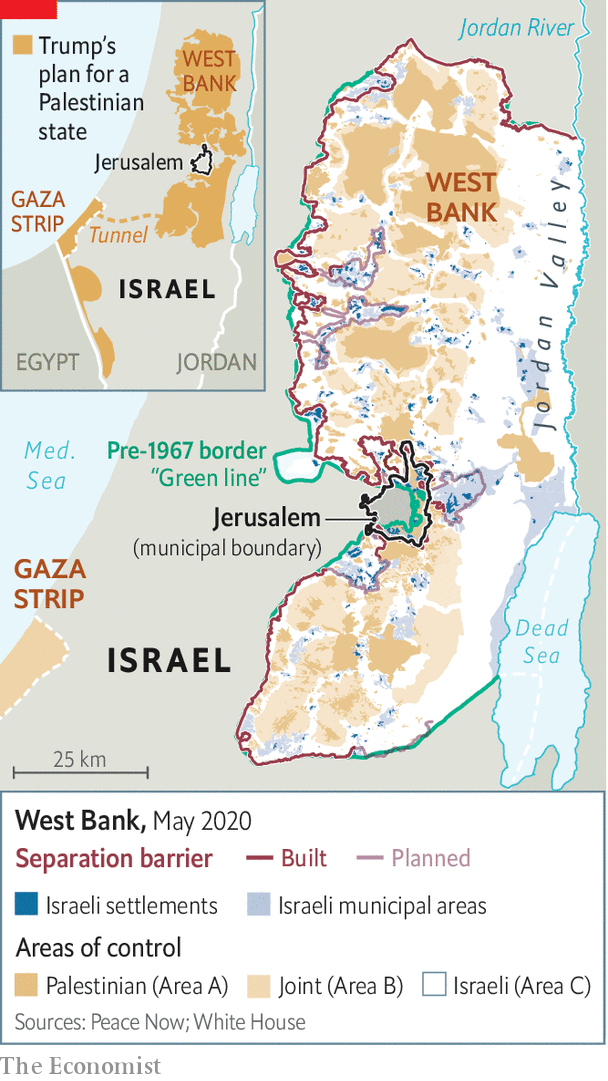 Trump's
plan for a
Palestinian
state
WEST
BANK
Jerusalem
GAZA
STRIP
Tunnel
ISRAEL
EGYPT
JORDAN
Jordan River
WEST
BANK
Jordan Valley
Med.
Sea
Pre-1967 border
“Green line”
Jerusalem
(municipal boundary)
GAZA
STRIP
ISRAEL
Dead
Sea
25 km
West Bank, May 2020
Separation barrier Built Planned
Israeli settlements Israeli municipal areas
Areas of control
Palestinian (Area A) Joint (Area B) Israeli (Area C)
Sources: Peace Now; White House
The Economist